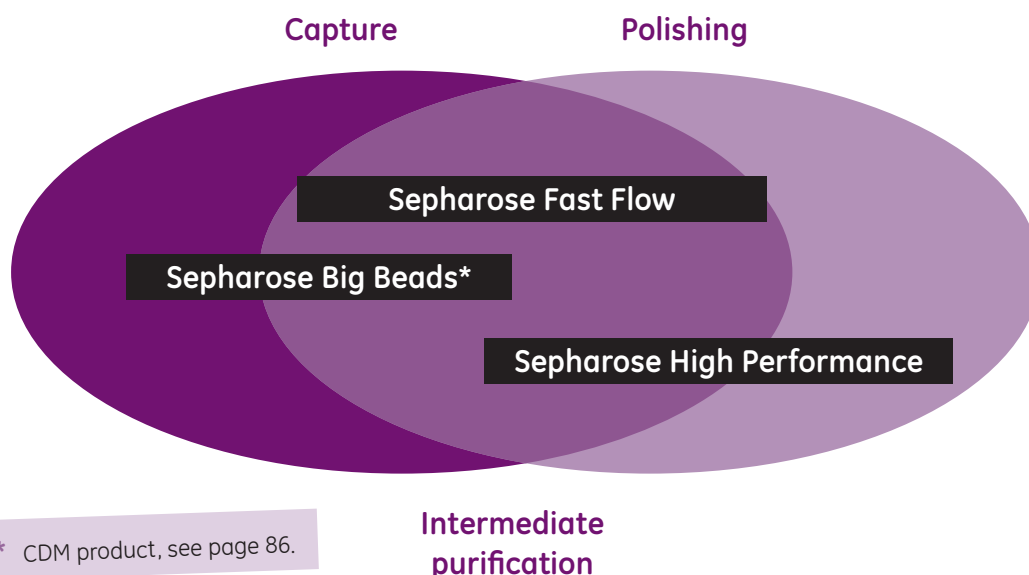 Capture
Polishing
Sepharose Fast Flow
Sepharose Big Beads*
Sepharose High Performance
Intermediate
purification
* CDM product, see page 86.